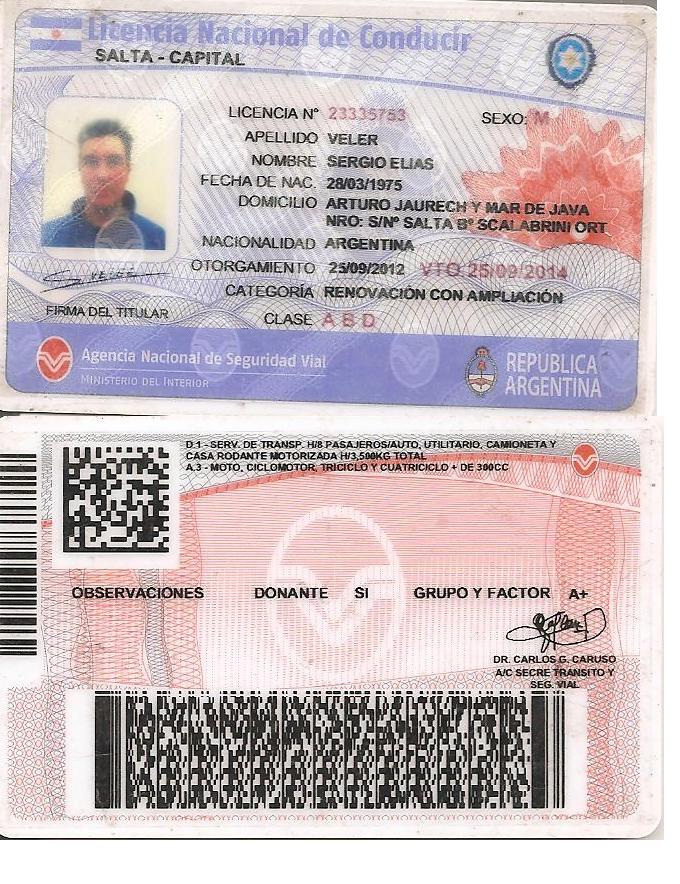 Licencia Nacional de Conducir
SALTA - CAPITAL
LICENCIA Nº 23335753 SEXO: M
APELLIDO VELER
NOMBRE SERGIO ELIAS
FECHA DE NAC. 28/03/1975
DOMICILIO ARTURO JAURECH Y MAR DE JAVA
NRO: S/Nº SALTA Bº SCALABRINI ORT
NACIONALIDAD ARGENTINA
OTORGAMIENTO 25/09/2012 VTO 25/09/2014
CATEGORÍA RENOVACIÓN CON AMPLIACIÓN
FIRMA DEL TITULAR
CLASE A B D
Agencia Nacional de Seguridad Vial
MINISTERIO DEL INTERIOR
REPUBLICA
ARGENTINA
D.1 - SERV. DE TRANSP. H/8 PASAJEROS/AUTO, UTILITARIO, CAMIONETA Y
CASA RODANTE MOTORIZADA H/3,500KG TOTAL
A.3 - MOTO, CICLOMOTOR, TRICICLO Y CUATRICICLO + DE 300CC
OBSERVACIONES DONANTE SI GRUPO Y FACTOR A+
DR. CARLOS G. CARUSO
A/C SECRE TRANSITO Y
SEG. VIAL